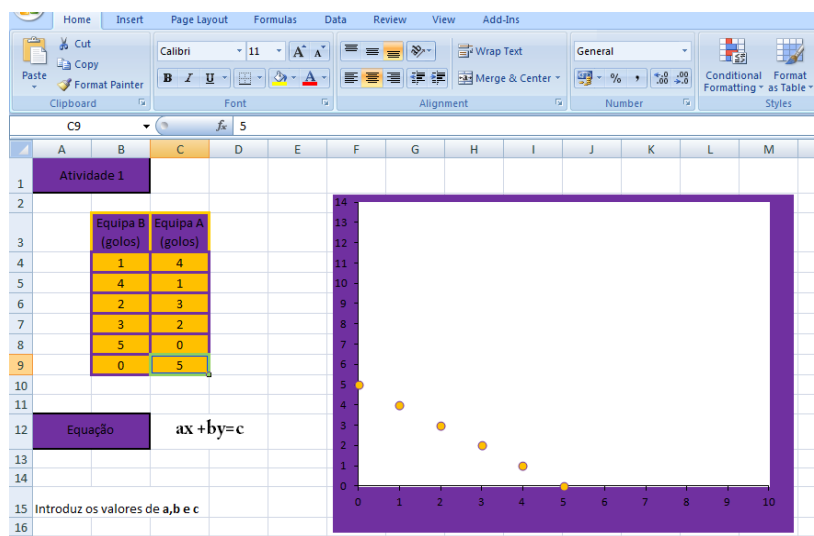 Home Insert Page Layout Formulas Data Review View Add-Ins
Cut
Copy
Paste
Format Painter
Clipboard
Calibri 11 A A
B I U A
Font
Wrap Text
Merge & Center
Alignment
General
% , .0 .00 .00 .0
Number
Conditional Formatting
Format as Table
Styles
C9 fx 5
A B C D E F G H I J K L M
1 Atividade 1
2
3 Equipa B (golos) Equipa A (golos)
4 1 4
5 4 1
6 2 3
7 3 2
8 5 0
9 0 5
10
11
12 Equação ax +by=c
13
14
15 Introduz os valores de a,b e c
16
14
13
12
11
10
9
8
7
6
5
4
3
2
1
0
0 1 2 3 4 5 6 7 8 9 10